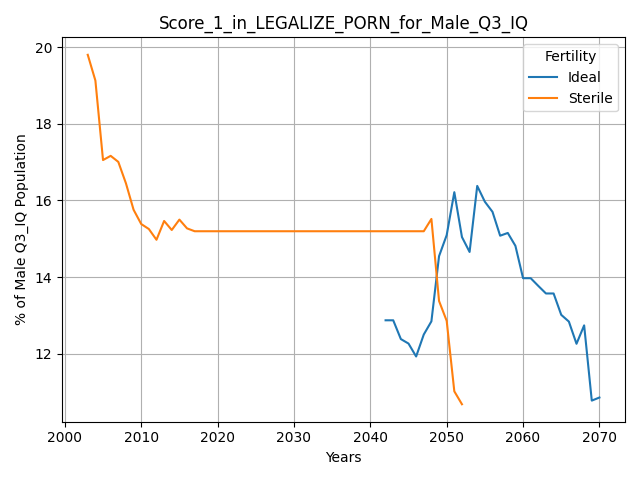 Score_1_in_LEGALIZE_PORN_for_Male_Q3_IQ
Fertility
Ideal
Sterile
% of Male Q3_IQ Population
20
18
16
14
12
2000 2010 2020 2030 2040 2050 2060 2070
Years